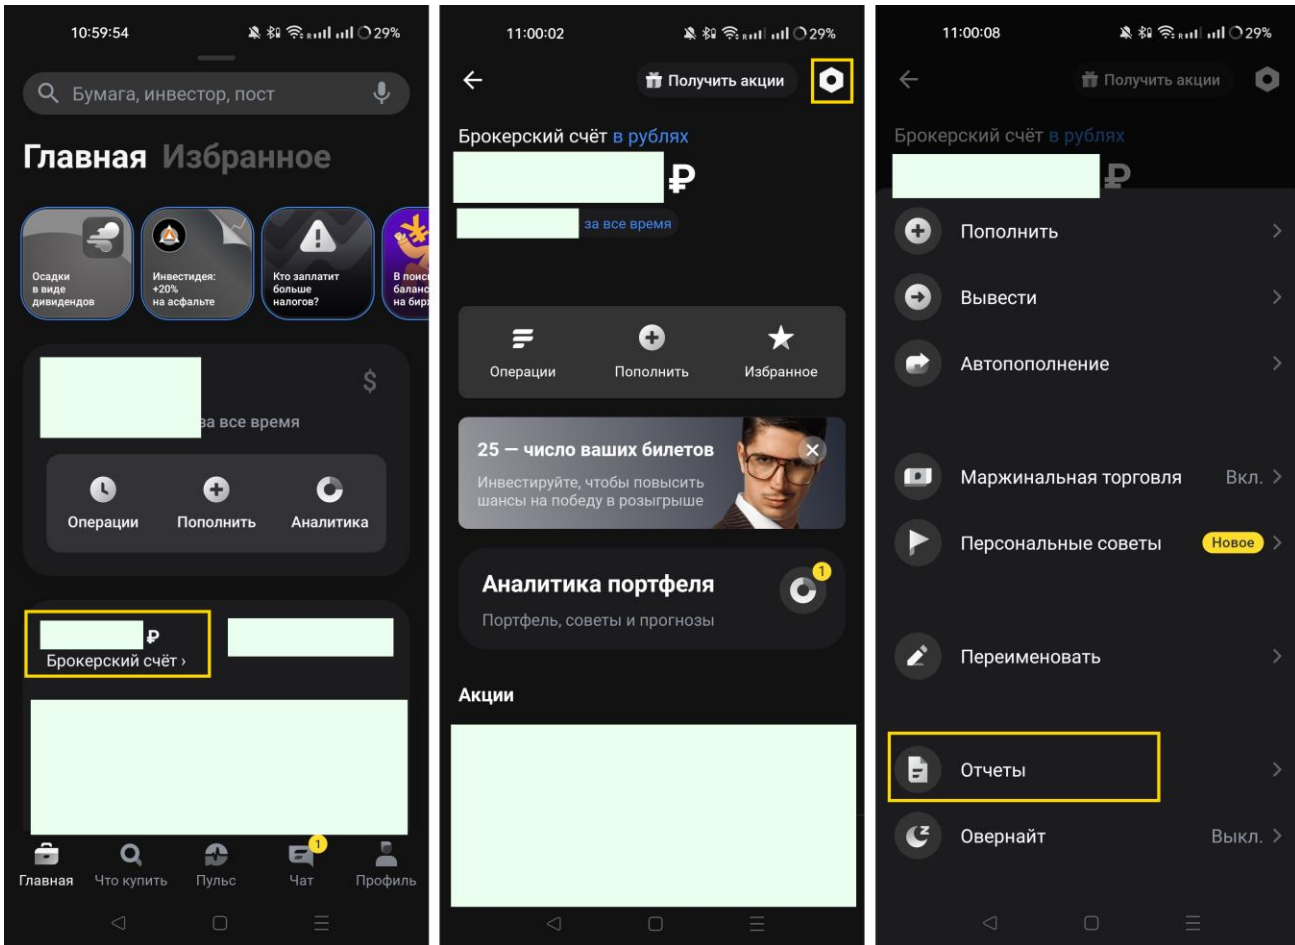 10:59:54
29%
Бумага, инвестор, пост
Главная Избранное
Осадки
в виде
дивидендов
Инвестидея:
+20%
на асфальте
Кто заплатит
больше
налогов?
В поис
баланс
на бир
$
за все время
Операции
Пополнить
Аналитика
₽
Брокерский счёт ›
1
Главная
Что купить
Пульс
Чат
Профиль
11:00:02
29%
Получить акции
Брокерский счёт в рублях
₽
за все время
Операции
Пополнить
Избранное
25 — число ваших билетов
Инвестируйте, чтобы повысить
шансы на победу в розыгрыше
Аналитика портфеля
1
Портфель, советы и прогнозы
Акции
11:00:08
29%
Получить акции
Брокерский счёт в рублях
₽
Пополнить
Вывести
Автопополнение
Маржинальная торговля Вкл.
Персональные советы Новое
Переименовать
Отчеты
Овернайт Выкл.